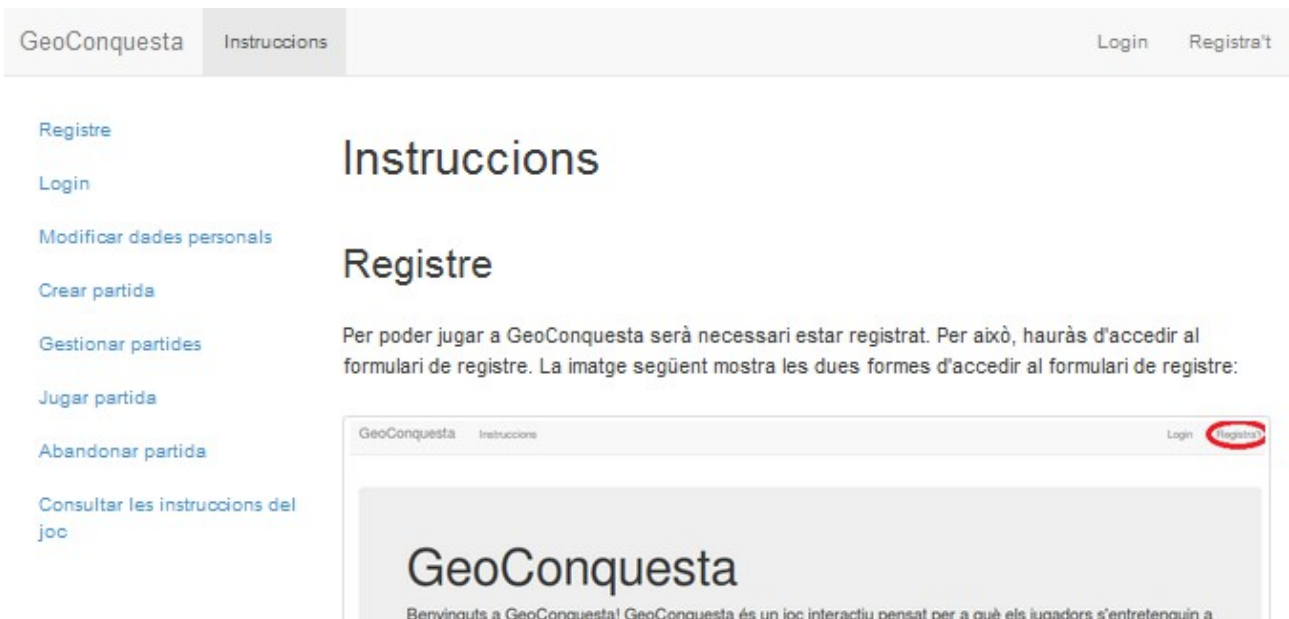 GeoConquesta Instruccions Login Registra't
Registre
Login
Modificar dades personals
Crear partida
Gestionar partides
Jugar partida
Abandonar partida
Consultar les instruccions del
joc
Instruccions
Registre
Per poder jugar a GeoConquesta serà necessari estar registrat. Per això, hauràs d'accedir al
formulari de registre. La imatge següent mostra les dues formes d'accedir al formulari de registre:
GeoConquesta Instruccions Login Registra't
GeoConquesta
Benvinguts a GeoConquesta! GeoConquesta és un joc interactiu pensat per a què els jugadors s'entretenguin a